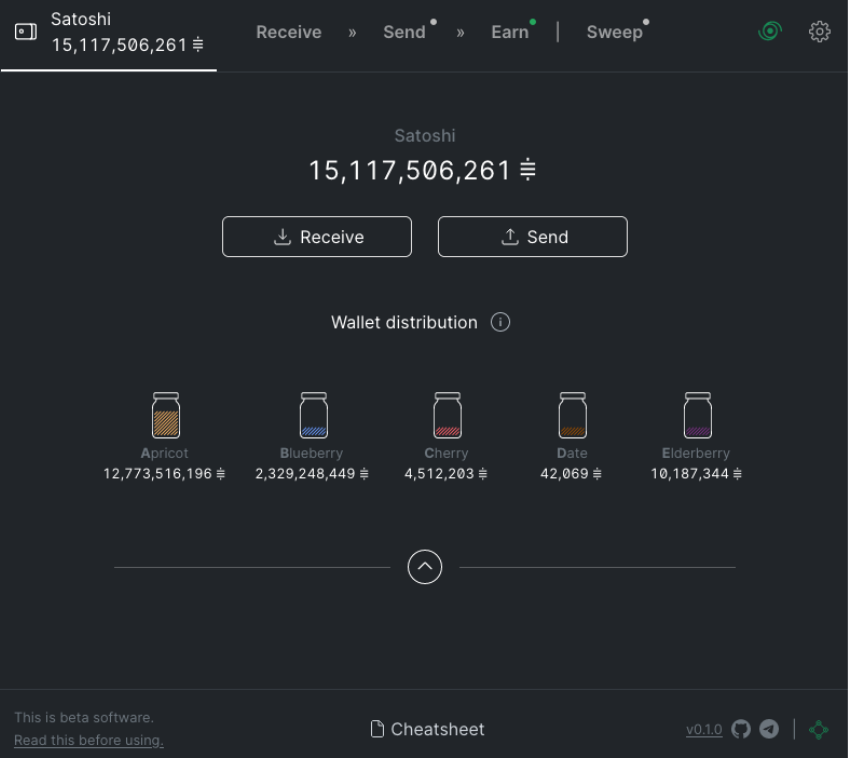 Satoshi
15,117,506,261
Receive » Send » Earn | Sweep
Satoshi
15,117,506,261
Receive
Send
Wallet distribution
Apricot
12,773,516,196
Blueberry
2,329,248,449
Cherry
4,512,203
Date
42,069
Elderberry
10,187,344
This is beta software.
Read this before using.
Cheatsheet
v0.1.0